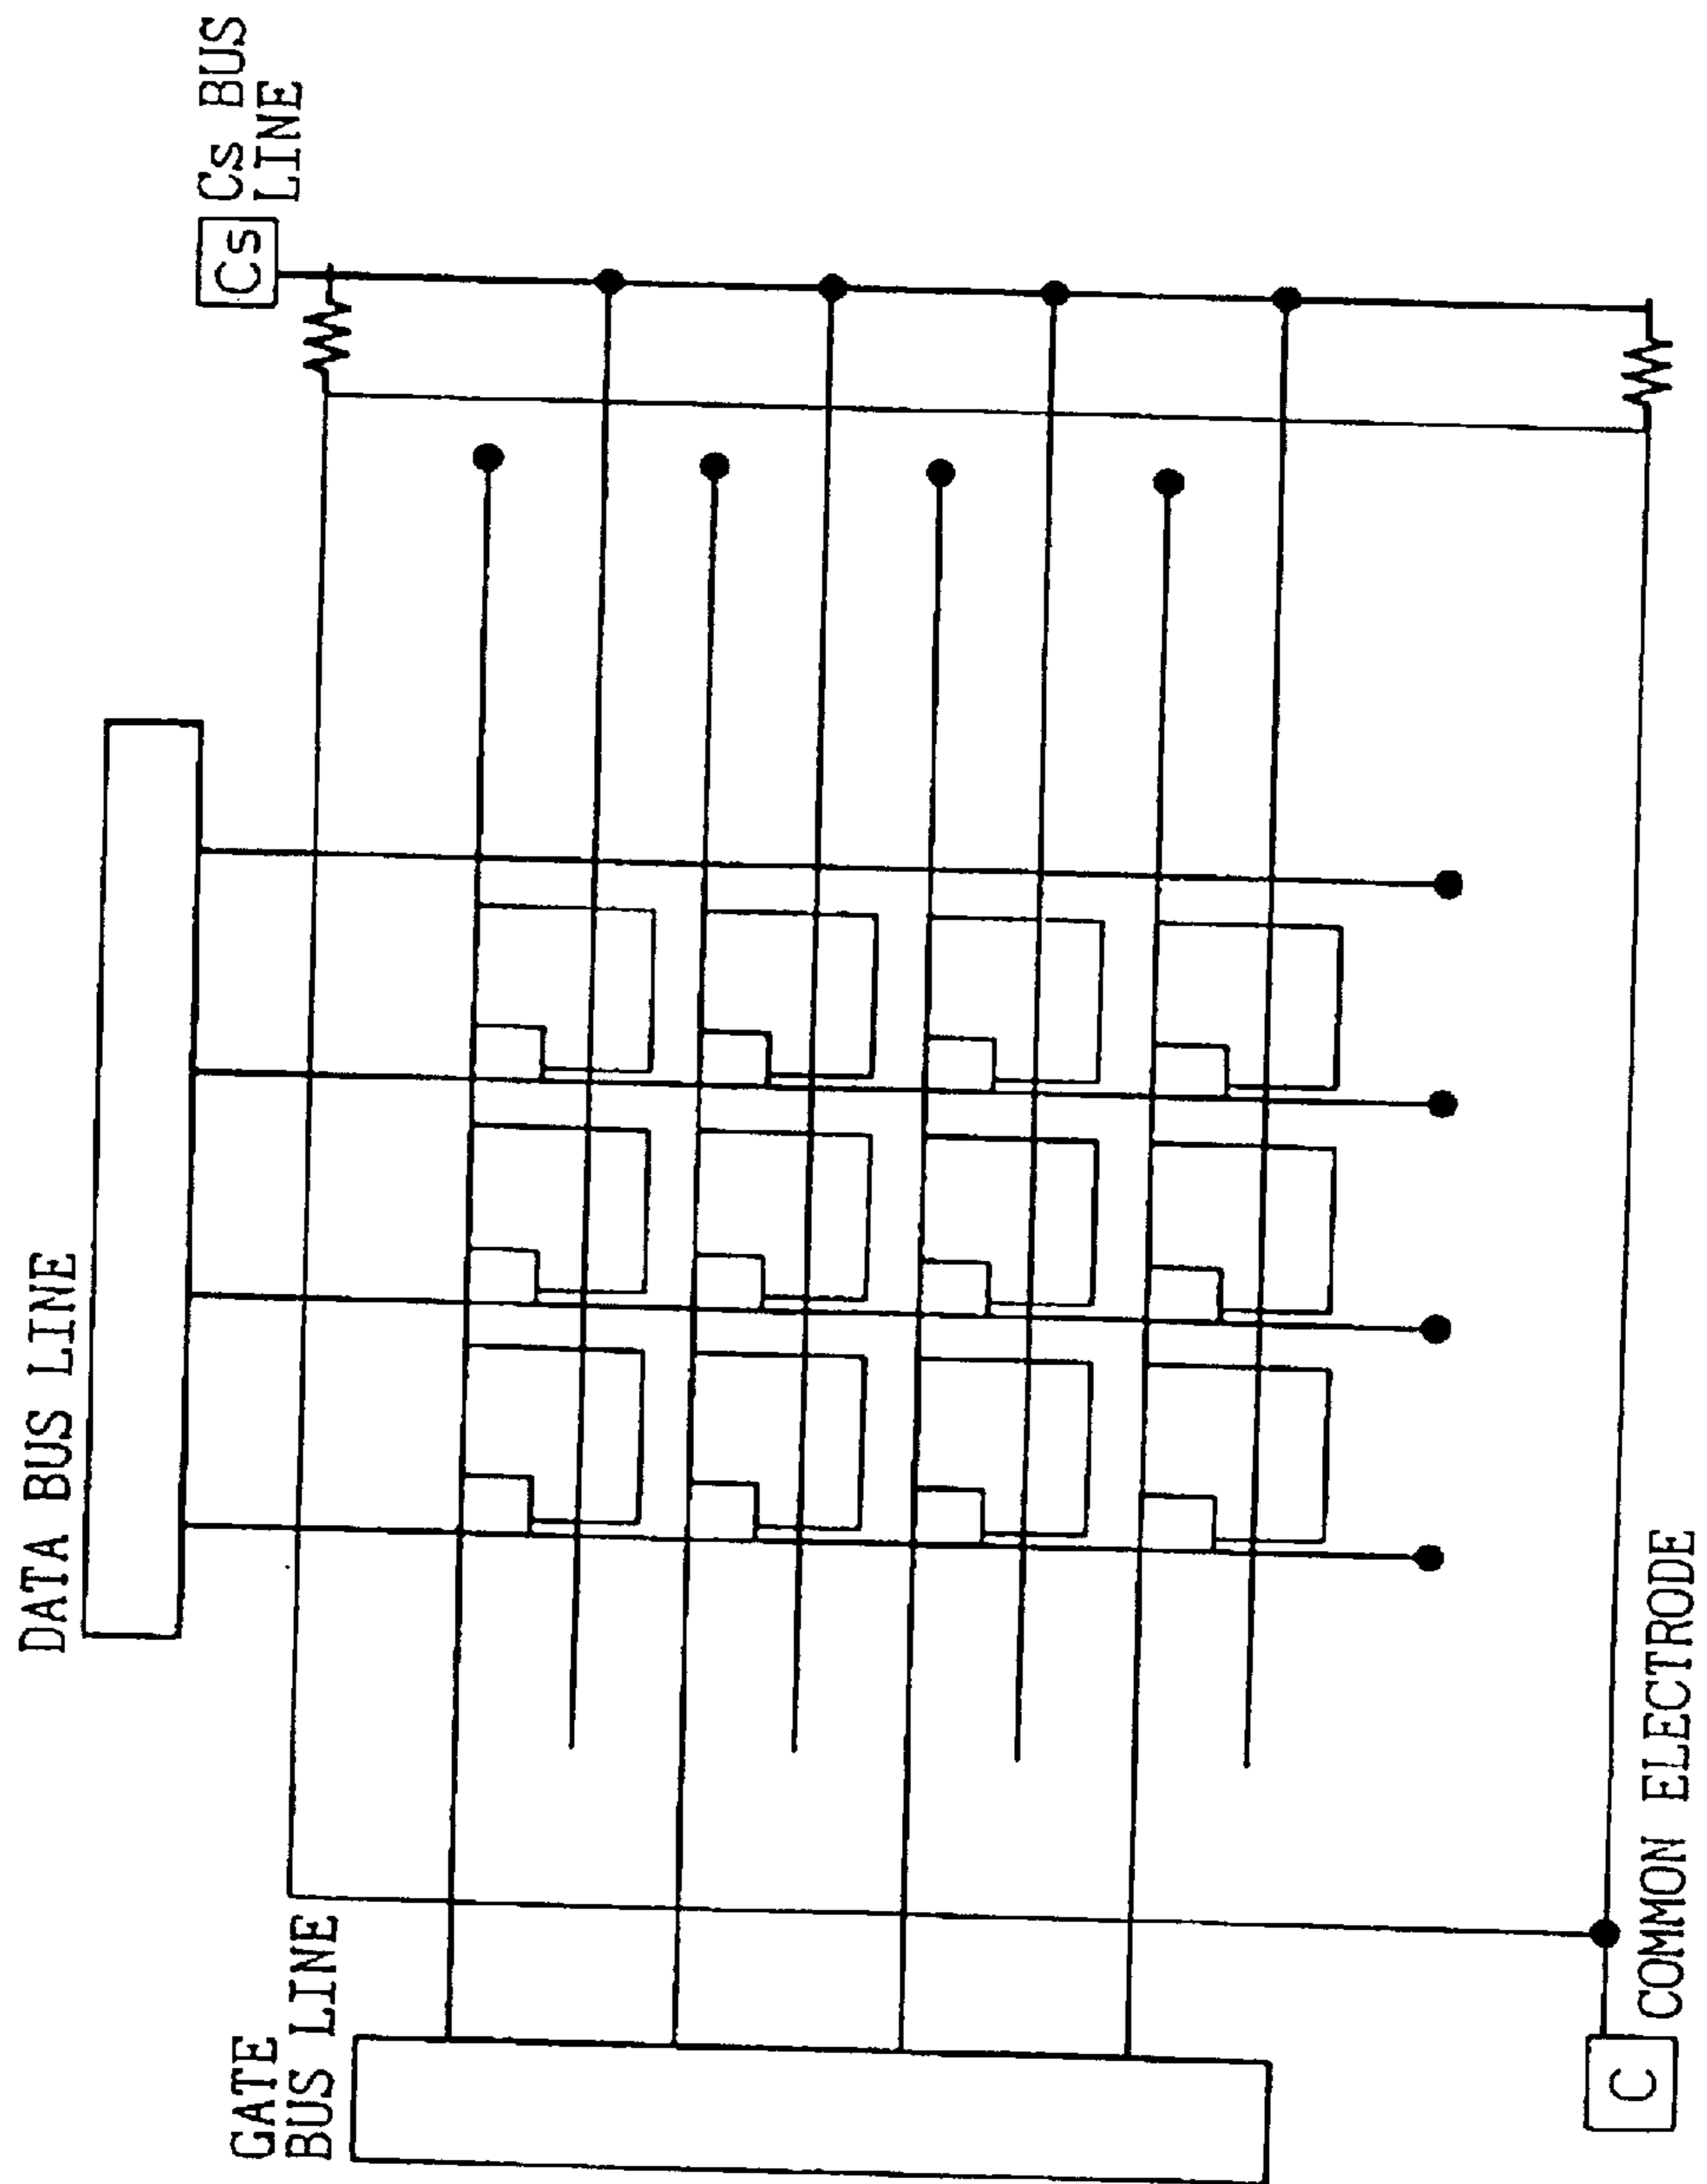 DATA BUS LINE
Cs
Cs BUS
LINE
GATE
BUS LINE
C
COMMON ELECTRODE